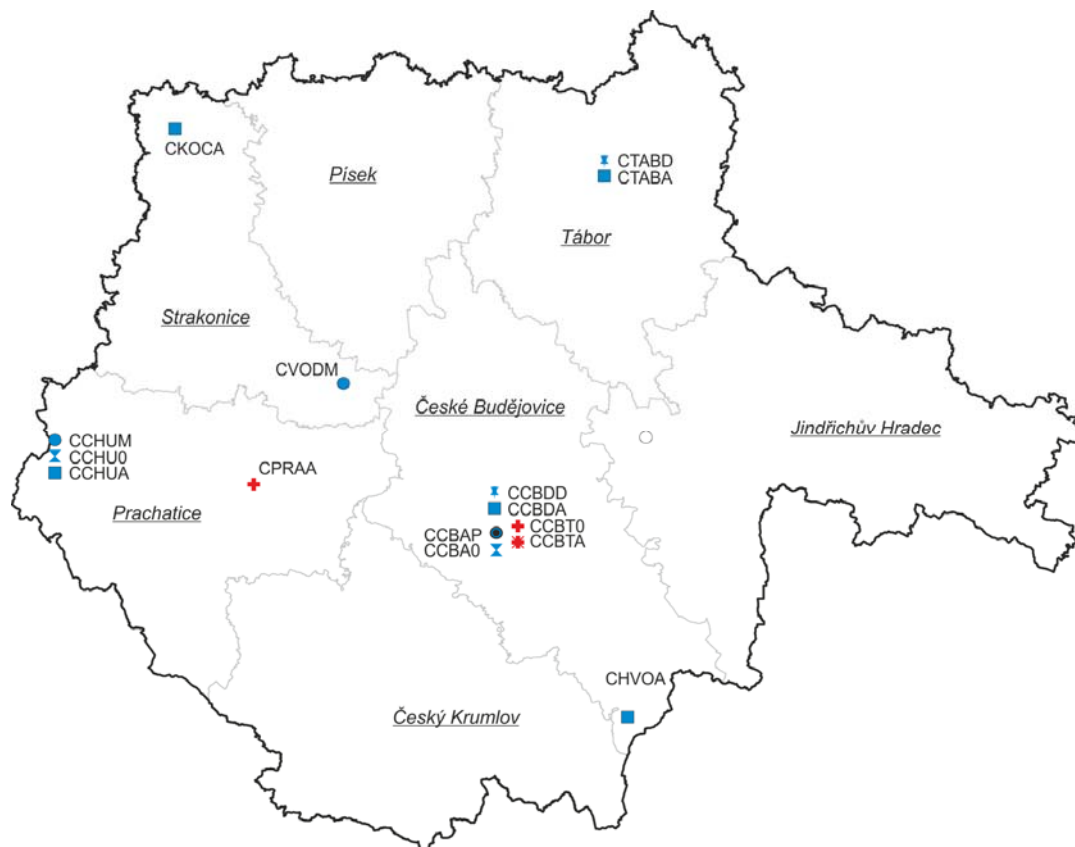 CKOCA
Písek
CTABD
CTABA
Tábor
Strakonice
CVODM
České Budějovice
Jindřichův Hradec
CCHUM
CCHU0
CCHUA
CPRAA
Prachatice
CCBDD
CCBDA
CCBT0
CCBAP
CCBTA
CCBA0
CHVOA
Český Krumlov